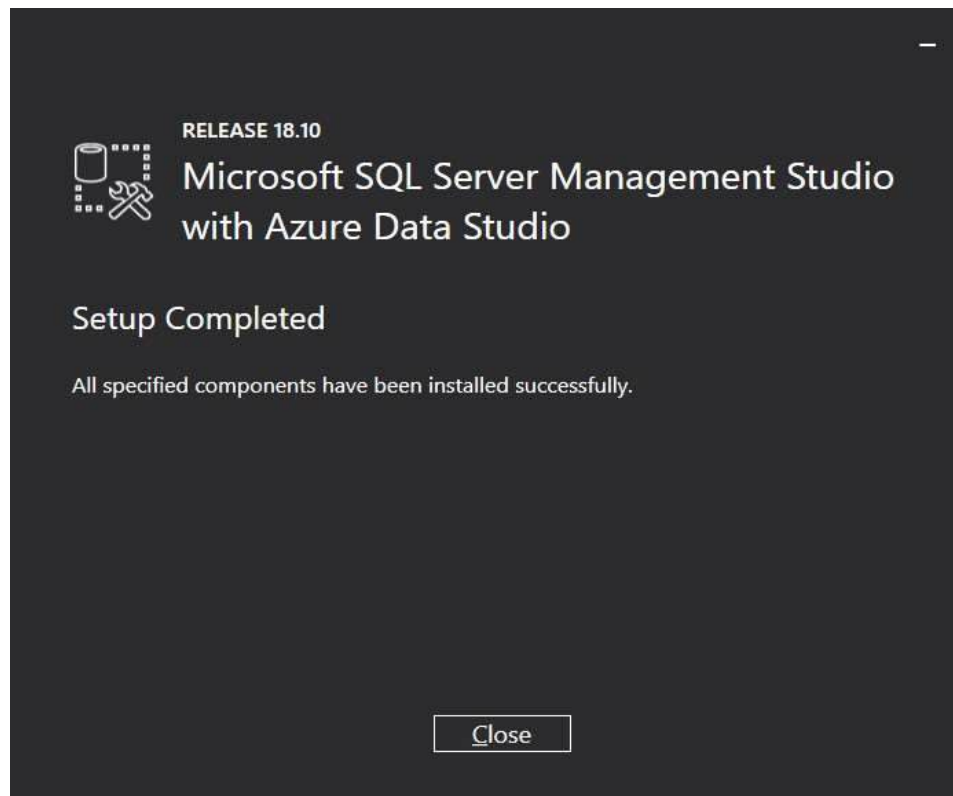 RELEASE 18.10
Microsoft SQL Server Management Studio
with Azure Data Studio
Setup Completed
All specified components have been installed successfully.
Close